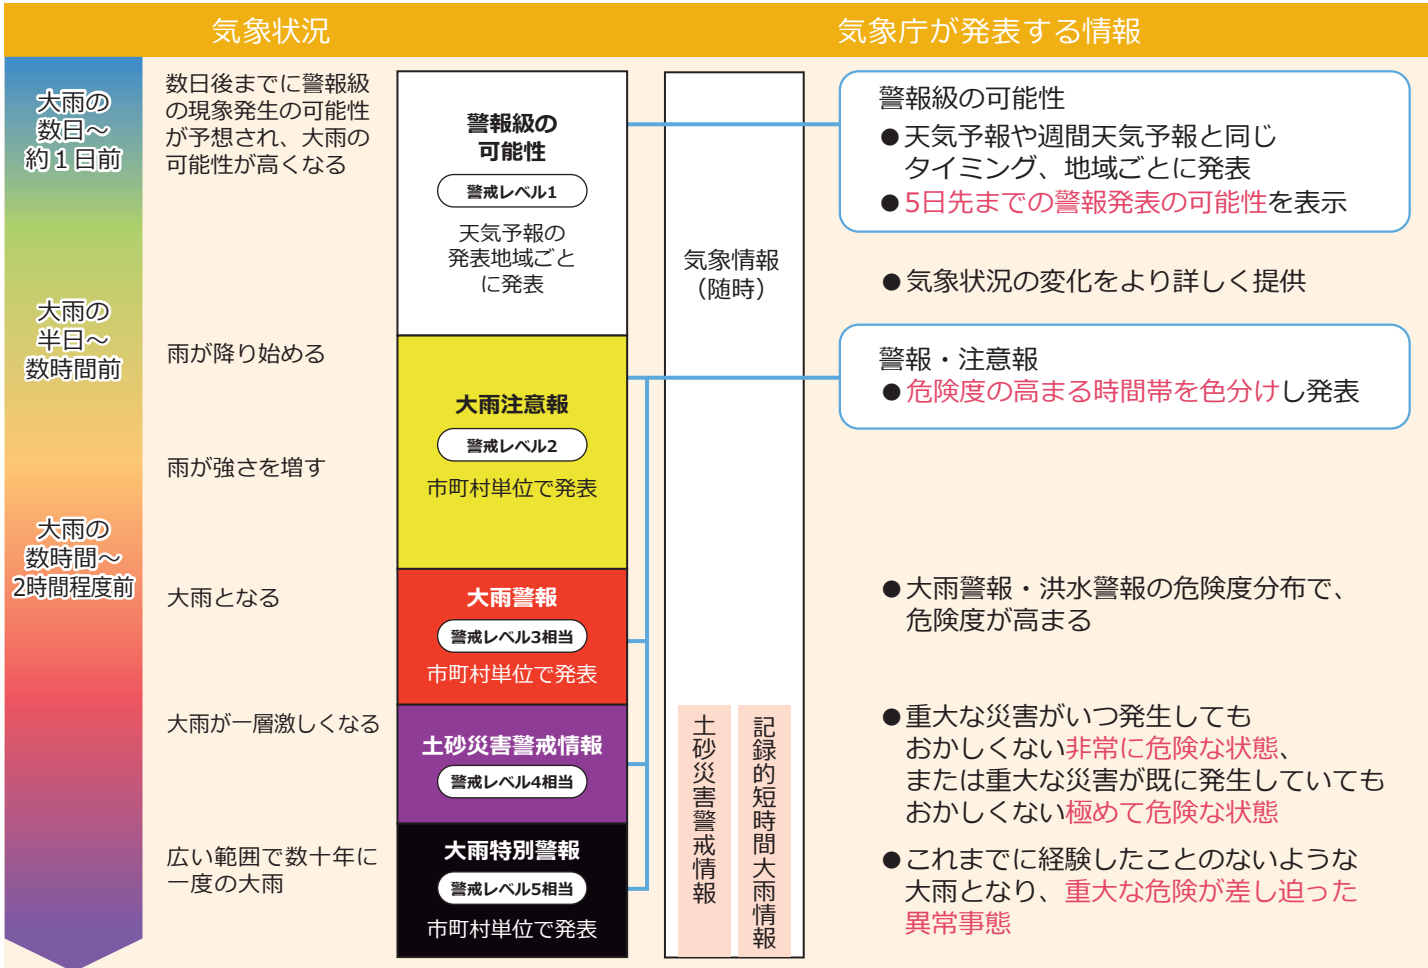 気象状況
気象庁が発表する情報
大雨の
数日～
約１日前
大雨の
半日～
数時間前
大雨の
数時間～
2時間程度前
数日後までに警報級
の現象発生の可能性
が予想され、大雨の
可能性が高くなる
雨が降り始める
雨が強さを増す
大雨となる
大雨が一層激しくなる
広い範囲で数十年に
一度の大雨
警報級の
可能性
警戒レベル1
天気予報の
発表地域ごと
に発表
大雨注意報
警戒レベル2
市町村単位で発表
大雨警報
警戒レベル3相当
市町村単位で発表
土砂災害警戒情報
警戒レベル4相当
大雨特別警報
警戒レベル5相当
市町村単位で発表
気象情報
（随時）
土砂災害警戒情報
記録的短時間大雨情報
警報級の可能性
●天気予報や週間天気予報と同じ
タイミング、地域ごとに発表
●5日先までの警報発表の可能性を表示
●気象状況の変化をより詳しく提供
警報・注意報
●危険度の高まる時間帯を色分けし発表
●大雨警報・洪水警報の危険度分布で、
危険度が高まる
●重大な災害がいつ発生しても
おかしくない非常に危険な状態、
または重大な災害が既に発生していても
おかしくない極めて危険な状態
●これまでに経験したことのないような
大雨となり、重大な危険が差し迫った
異常事態